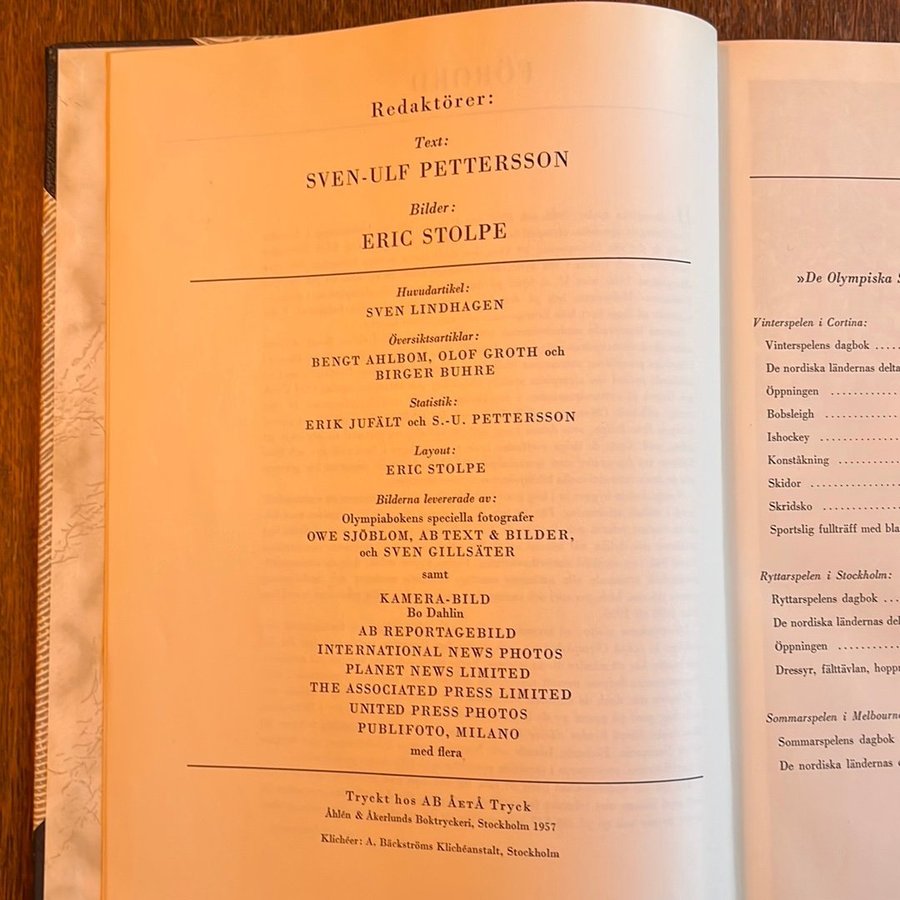 Redaktörer:
Text:
SVEN-ULF PETTERSSON
Bilder:
ERIC STOLPE
Huvudartikel:
SVEN LINDHAGEN
Översiktsartiklar:
BENGT AHLBOM, OLOF GROTH och
BIRGER BUHRE
Statistik:
ERIK JUFÄLT och S.-U. PETTERSSON
Layout:
ERIC STOLPE
Bilderna levererade av:
Olympiabokens speciella fotografer
OWE SJÖBLOM, AB TEXT & BILDER,
och SVEN GILLSÄTER
samt
KAMERA-BILD
Bo Dahlin
AB REPORTAGEBILD
INTERNATIONAL NEWS PHOTOS
PLANET NEWS LIMITED
THE ASSOCIATED PRESS LIMITED
UNITED PRESS PHOTOS
PUBLIFOTO, MILANO
med flera
Tryckt hos AB ÅETÅ Tryck
Åhlén & Åkerlunds Boktryckeri, Stockholm 1957
Klichéer: A. Bäckströms Klichéanstalt, Stockholm
»De Olympiska S
Vinterspelen i Cortina:
Vinterspelens dagbok ....
De nordiska ländernas delta
Öppningen ...........
Bobsleigh ...........
Ishockey ............
Konståkning .........
Skidor ..............
Skridsko ............
Sportslig fullträff med bla
Ryttarspelen i Stockholm:
Ryttarspelens dagbok ...
De nordiska ländernas del
Öppningen ..........
Dressyr, fälttävlan, hoppn
Sommarspelen i Melbourne
Sommarspelens dagbok
De nordiska ländernas